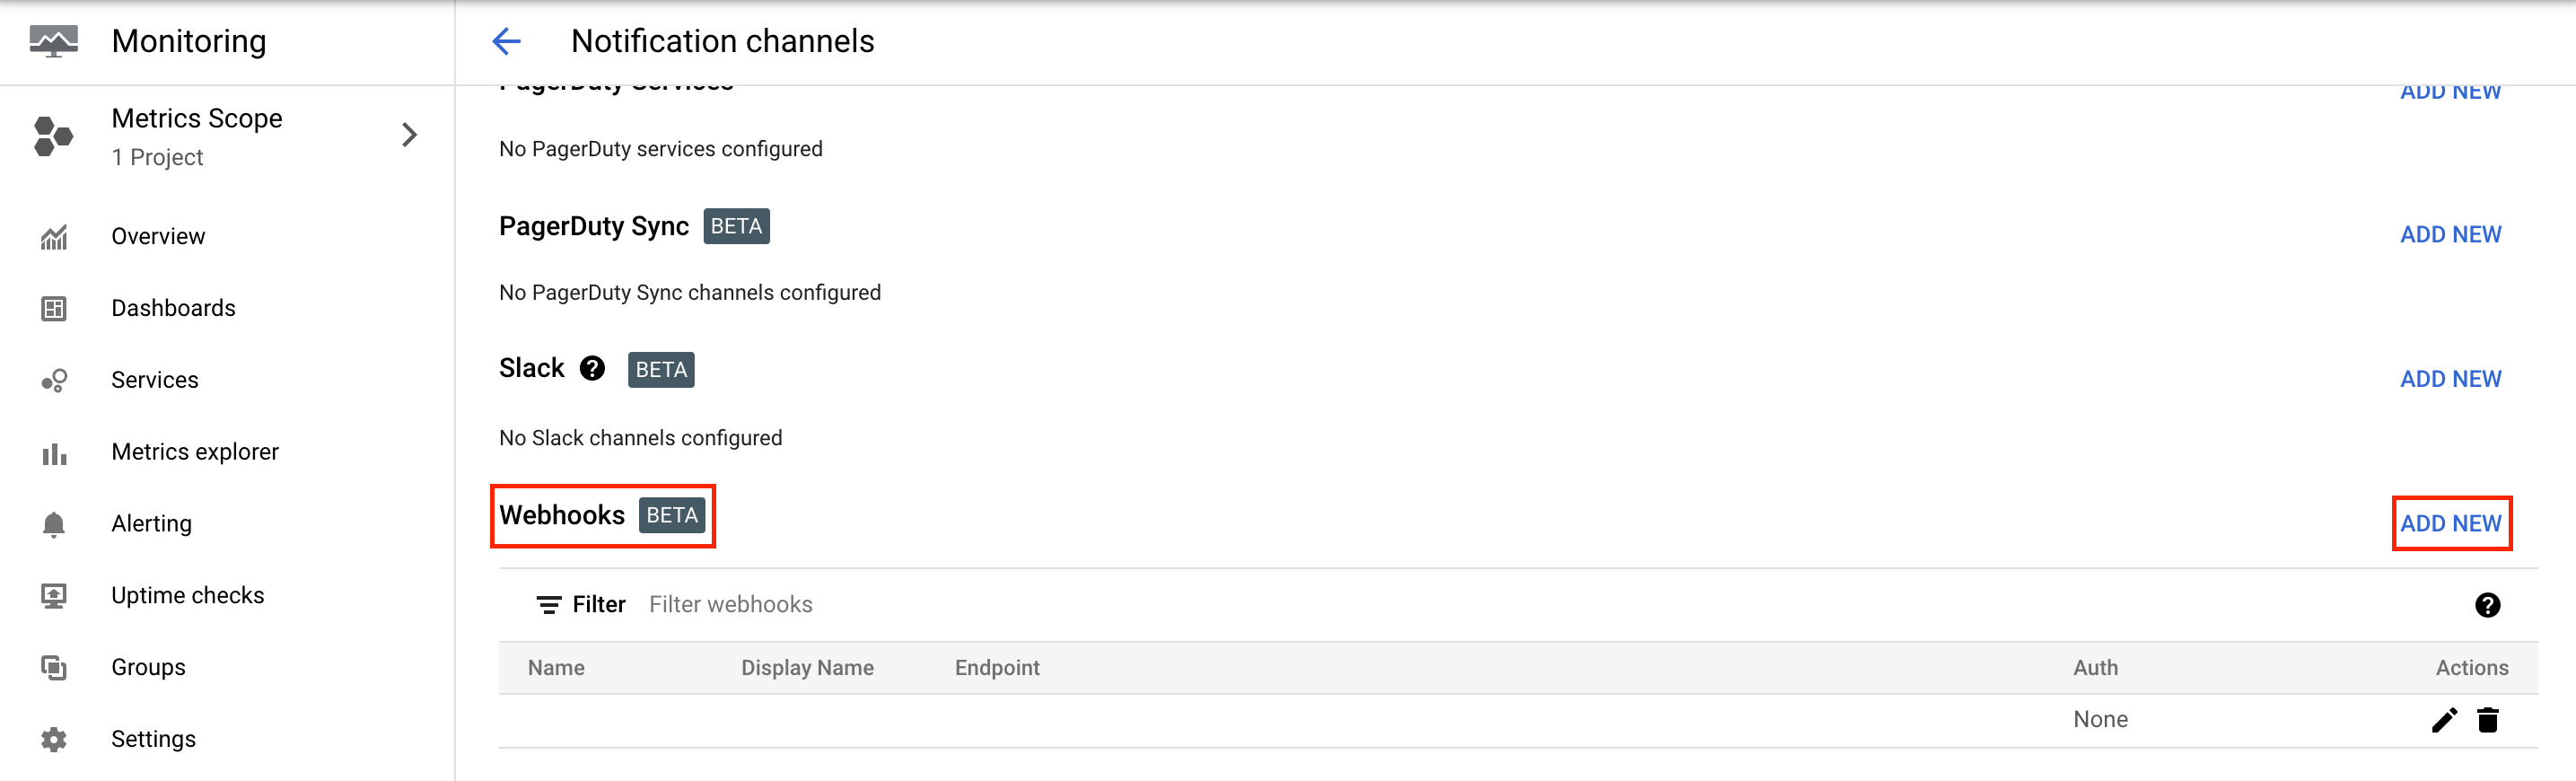 Monitoring
Notification channels
Metrics Scope
1 Project
Overview
Dashboards
Services
Metrics explorer
Alerting
Uptime checks
Groups
Settings
PagerDuty Services
ADD NEW
No PagerDuty services configured
PagerDuty Sync BETA
ADD NEW
No PagerDuty Sync channels configured
Slack BETA
ADD NEW
No Slack channels configured
Webhooks BETA
ADD NEW
Filter Filter webhooks
Name Display Name Endpoint Auth Actions
None